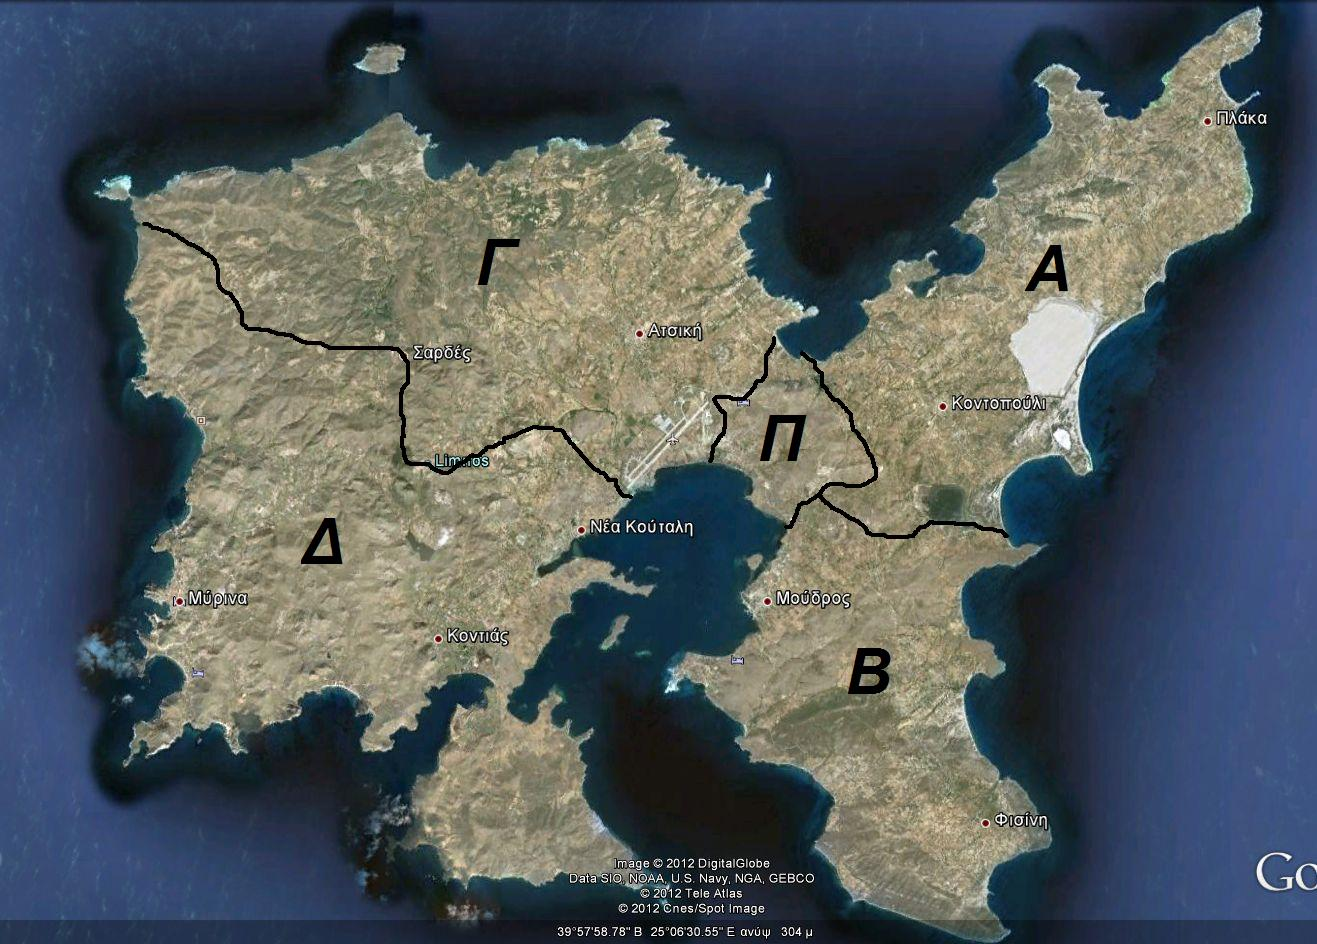 Πλάκα
Γ
Α
Ατσική
Σαρδές
Κοντοπούλι
Π
Limnos
Νέα Κούταλη
Δ
Μύρινα
Μούδρος
Κοντιάς
Β
Φισίνη
Image © 2012 DigitalGlobe
Data SIO, NOAA, U.S. Navy, NGA, GEBCO
© 2012 Tele Atlas
© 2012 Cnes/Spot Image
Go
39°57'58.78" Β 25°06'30.55" Ε ανύψ 304 μ